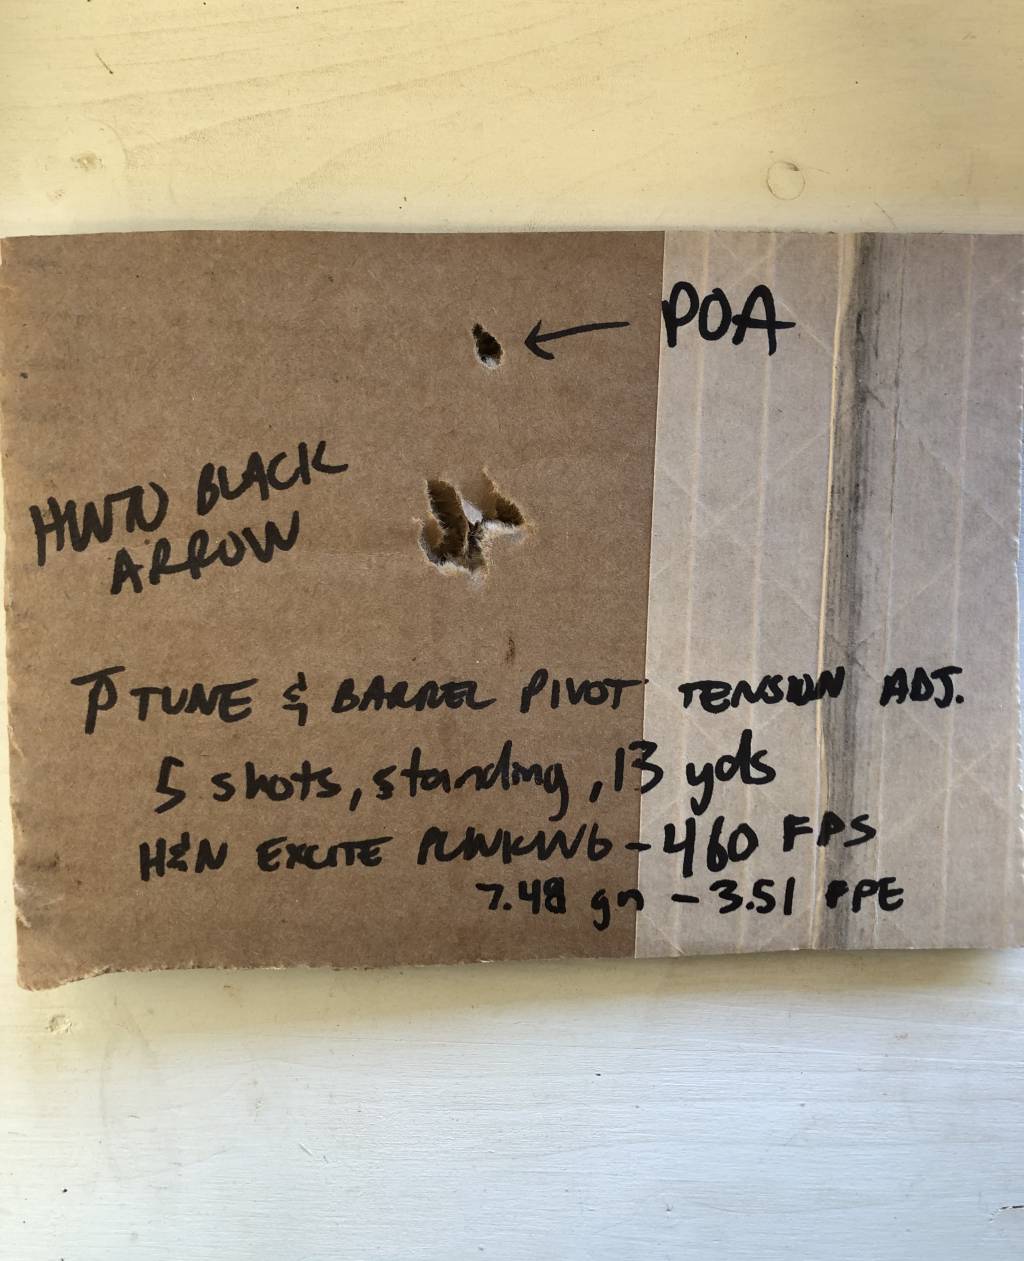 POA
HWN BLACK
ARROW
TUNE & BARREL PIVOT TENSION ADJ.
5 shots, standing, 13 yds
H&N EXCITE PLINKING - 460 FPS
7.48 gn - 3.51 FPE